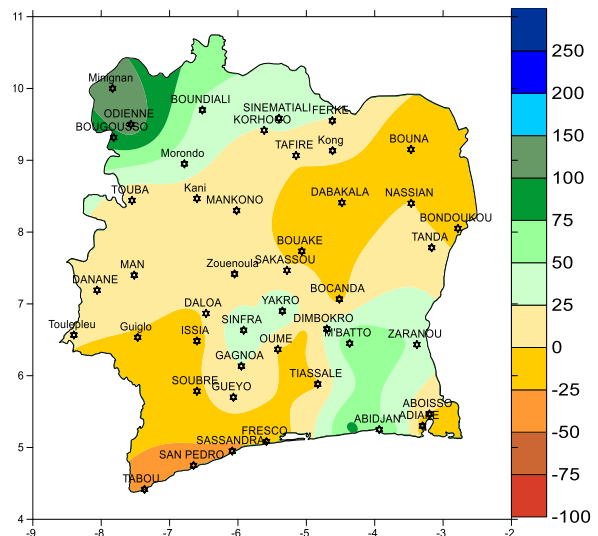 11
10
9
8
7
6
5
4
-9
-8
-7
-6
-5
-4
-3
-2
250
200
150
100
75
50
25
0
-25
-50
-75
-100
Minignan
ODIENNE
BOUGOUSSO
BOUNDIALI
SINEMATIALI
FERKE
KORHOGO
TAFIRE
Kong
BOUNA
Morondo
TOUBA
Kani
MANKONO
DABAKALA
NASSIAN
BONDOUKOU
TANDA
BOUAKE
SAKASSOU
Zouenoula
MAN
DANANE
BOCANDA
YAKRO
DALOA
DIMBOKRO
Toulepleu
Guiglo
ISSIA
SINFRA
M'BATTO
ZARANOU
OUME
GAGNOA
TIASSALE
SOUBRE
GUEYO
ABOISSO
ADIAKE
ABIDJAN
FRESCO
SASSANDRA
SAN PEDRO
TABOU